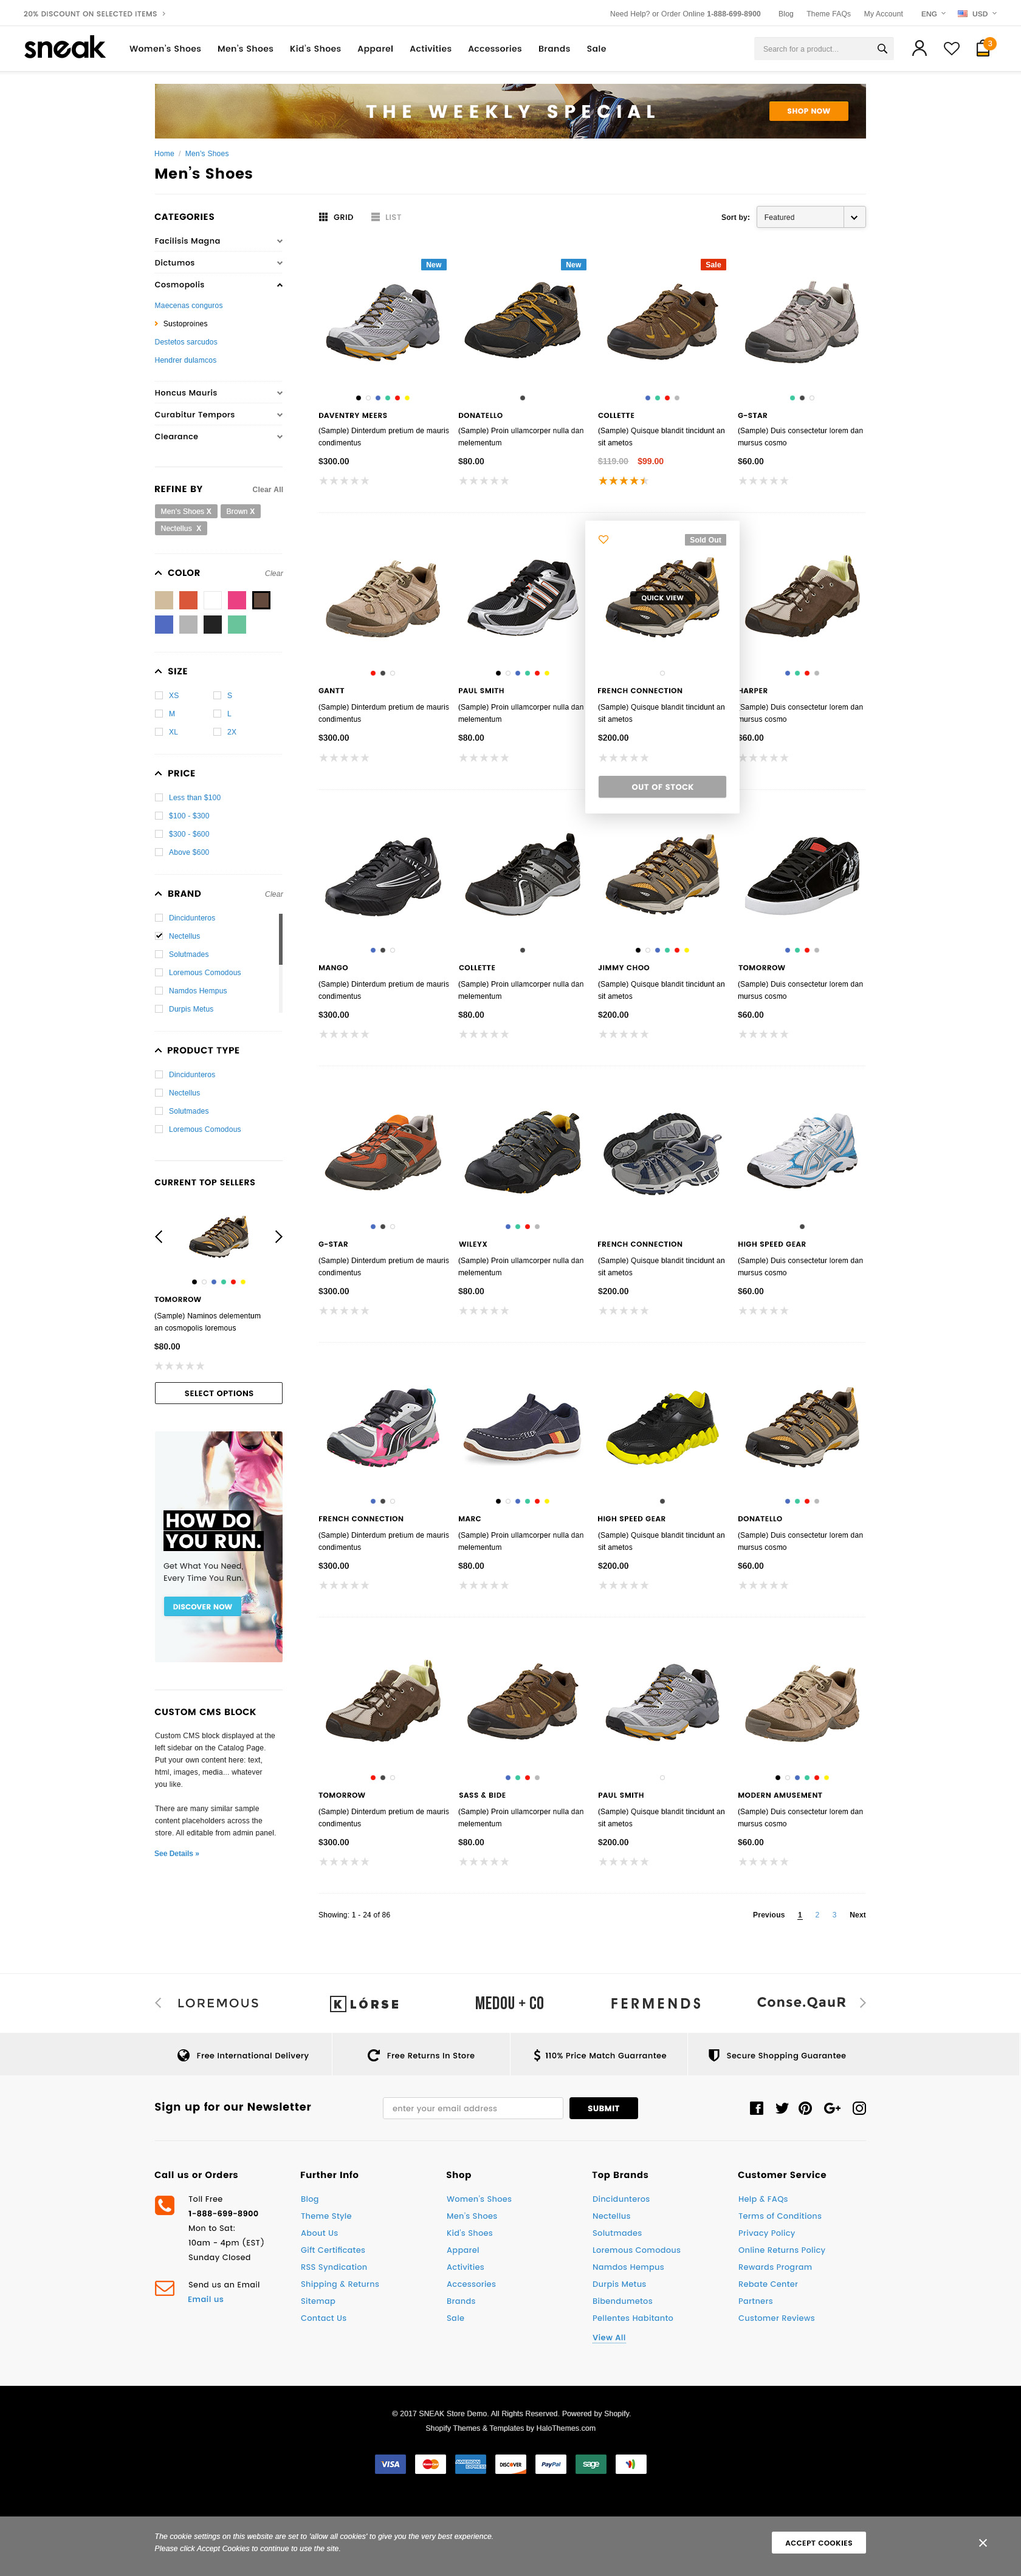 20% DISCOUNT ON SELECTED ITEMS
Need Help? or Order Online 1-888-699-8900 Blog Theme FAQs My Account ENG USD
sneak Women's Shoes Men's Shoes Kid's Shoes Apparel Activities Accessories Brands Sale Search for a product... 3
THE WEEKLY SPECIAL SHOP NOW
Home / Men's Shoes
Men's Shoes
CATEGORIES
Facilisis Magna
Dictumos
Cosmopolis
Maecenas conguros
Sustoproines
Destetos sarcudos
Hendrer dulamcos
Honcus Mauris
Curabitur Tempors
Clearance
REFINE BY Clear All
Men's Shoes X Brown X
Nectellus X
COLOR Clear
SIZE
XS S
M L
XL 2X
PRICE
Less than $100
$100 - $300
$300 - $600
Above $600
BRAND Clear
Dincidunteros
Nectellus
Solutmades
Loremous Comodous
Namdos Hempus
Durpis Metus
PRODUCT TYPE
Dincidunteros
Nectellus
Solutmades
Loremous Comodous
CURRENT TOP SELLERS
TOMORROW
(Sample) Naminos delementum
an cosmopolis loremous
$80.00
SELECT OPTIONS
HOW DO
YOU RUN.
Get What You Need,
Every Time You Run.
DISCOVER NOW
CUSTOM CMS BLOCK
Custom CMS block displayed at the
left sidebar on the Catalog Page.
Put your own content here: text,
html, images, media... whatever
you like.
There are many similar sample
content placeholders across the
store. All editable from admin panel.
See Details »
GRID LIST Sort by: Featured
New New Sale
DAVENTRY MEERS DONATELLO COLLETTE G-STAR
(Sample) Dinterdum pretium de mauris (Sample) Proin ullamcorper nulla dan (Sample) Quisque blandit tincidunt an (Sample) Duis consectetur lorem dan
condimentus melementum sit ametos mursus cosmo
$300.00 $80.00 $119.00 $99.00 $60.00
Sold Out
QUICK VIEW
GANTT PAUL SMITH FRENCH CONNECTION HARPER
(Sample) Dinterdum pretium de mauris (Sample) Proin ullamcorper nulla dan (Sample) Quisque blandit tincidunt an (Sample) Duis consectetur lorem dan
condimentus melementum sit ametos mursus cosmo
$300.00 $80.00 $200.00 $60.00
OUT OF STOCK
MANGO COLLETTE JIMMY CHOO TOMORROW
(Sample) Dinterdum pretium de mauris (Sample) Proin ullamcorper nulla dan (Sample) Quisque blandit tincidunt an (Sample) Duis consectetur lorem dan
condimentus melementum sit ametos mursus cosmo
$300.00 $80.00 $200.00 $60.00
G-STAR WILEYX FRENCH CONNECTION HIGH SPEED GEAR
(Sample) Dinterdum pretium de mauris (Sample) Proin ullamcorper nulla dan (Sample) Quisque blandit tincidunt an (Sample) Duis consectetur lorem dan
condimentus melementum sit ametos mursus cosmo
$300.00 $80.00 $200.00 $60.00
FRENCH CONNECTION MARC HIGH SPEED GEAR DONATELLO
(Sample) Dinterdum pretium de mauris (Sample) Proin ullamcorper nulla dan (Sample) Quisque blandit tincidunt an (Sample) Duis consectetur lorem dan
condimentus melementum sit ametos mursus cosmo
$300.00 $80.00 $200.00 $60.00
TOMORROW SASS & BIDE PAUL SMITH MODERN AMUSEMENT
(Sample) Dinterdum pretium de mauris (Sample) Proin ullamcorper nulla dan (Sample) Quisque blandit tincidunt an (Sample) Duis consectetur lorem dan
condimentus melementum sit ametos mursus cosmo
$300.00 $80.00 $200.00 $60.00
Showing: 1 - 24 of 86 Previous 1 2 3 Next
LOREMOUS KLÓRSE MEDOU + CO FERMENDS Conse.QauR
Free International Delivery Free Returns In Store $ 110% Price Match Guarrantee Secure Shopping Guarantee
Sign up for our Newsletter enter your email address SUBMIT
Call us or Orders
Toll Free
1-888-699-8900
Mon to Sat:
10am - 4pm (EST)
Sunday Closed
Send us an Email
Email us
Further Info
Blog
Theme Style
About Us
Gift Certificates
RSS Syndication
Shipping & Returns
Sitemap
Contact Us
Shop
Women's Shoes
Men's Shoes
Kid's Shoes
Apparel
Activities
Accessories
Brands
Sale
Top Brands
Dincidunteros
Nectellus
Solutmades
Loremous Comodous
Namdos Hempus
Durpis Metus
Bibendumetos
Pellentes Habitanto
View All
Customer Service
Help & FAQs
Terms of Conditions
Privacy Policy
Online Returns Policy
Rewards Program
Rebate Center
Partners
Customer Reviews
© 2017 SNEAK Store Demo. All Rights Reserved. Powered by Shopify.
Shopify Themes & Templates by HaloThemes.com
VISA MasterCard AMERICAN EXPRESS DISCOVER PayPal sage
The cookie settings on this website are set to 'allow all cookies' to give you the very best experience.
Please click Accept Cookies to continue to use the site.
ACCEPT COOKIES